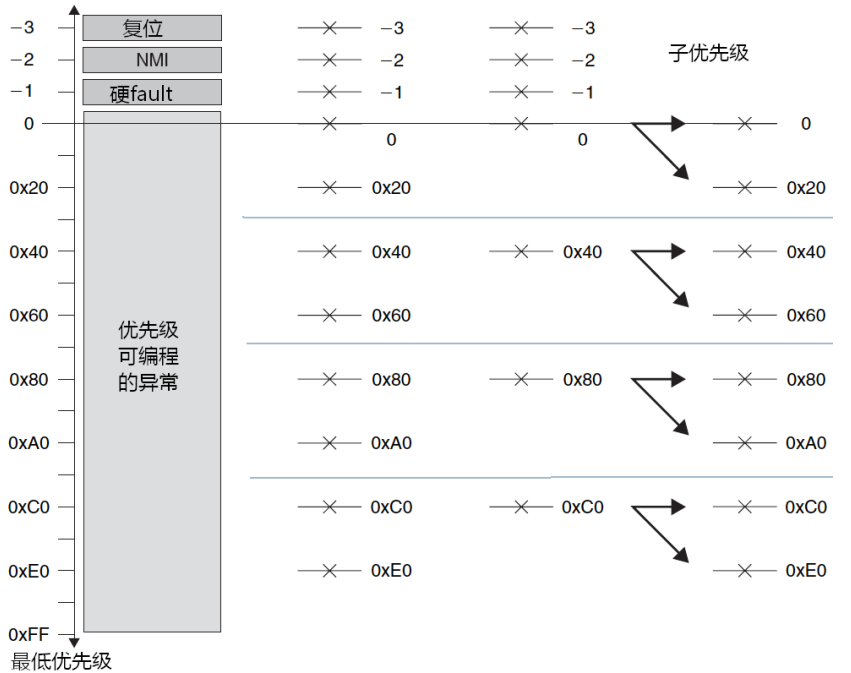 −3 复位 −3 −3
−2 NMI −2 −2 子优先级
−1 硬fault −1 −1
0 0 0 0
0x20 0x20 0x20
0x40 0x40 0x40 0x40
0x60 0x60 0x60
优先级
可编程
的异常
0x80 0x80 0x80 0x80
0xA0 0xA0 0xA0
0xC0 0xC0 0xC0 0xC0
0xE0 0xE0 0xE0
0xFF
最低优先级